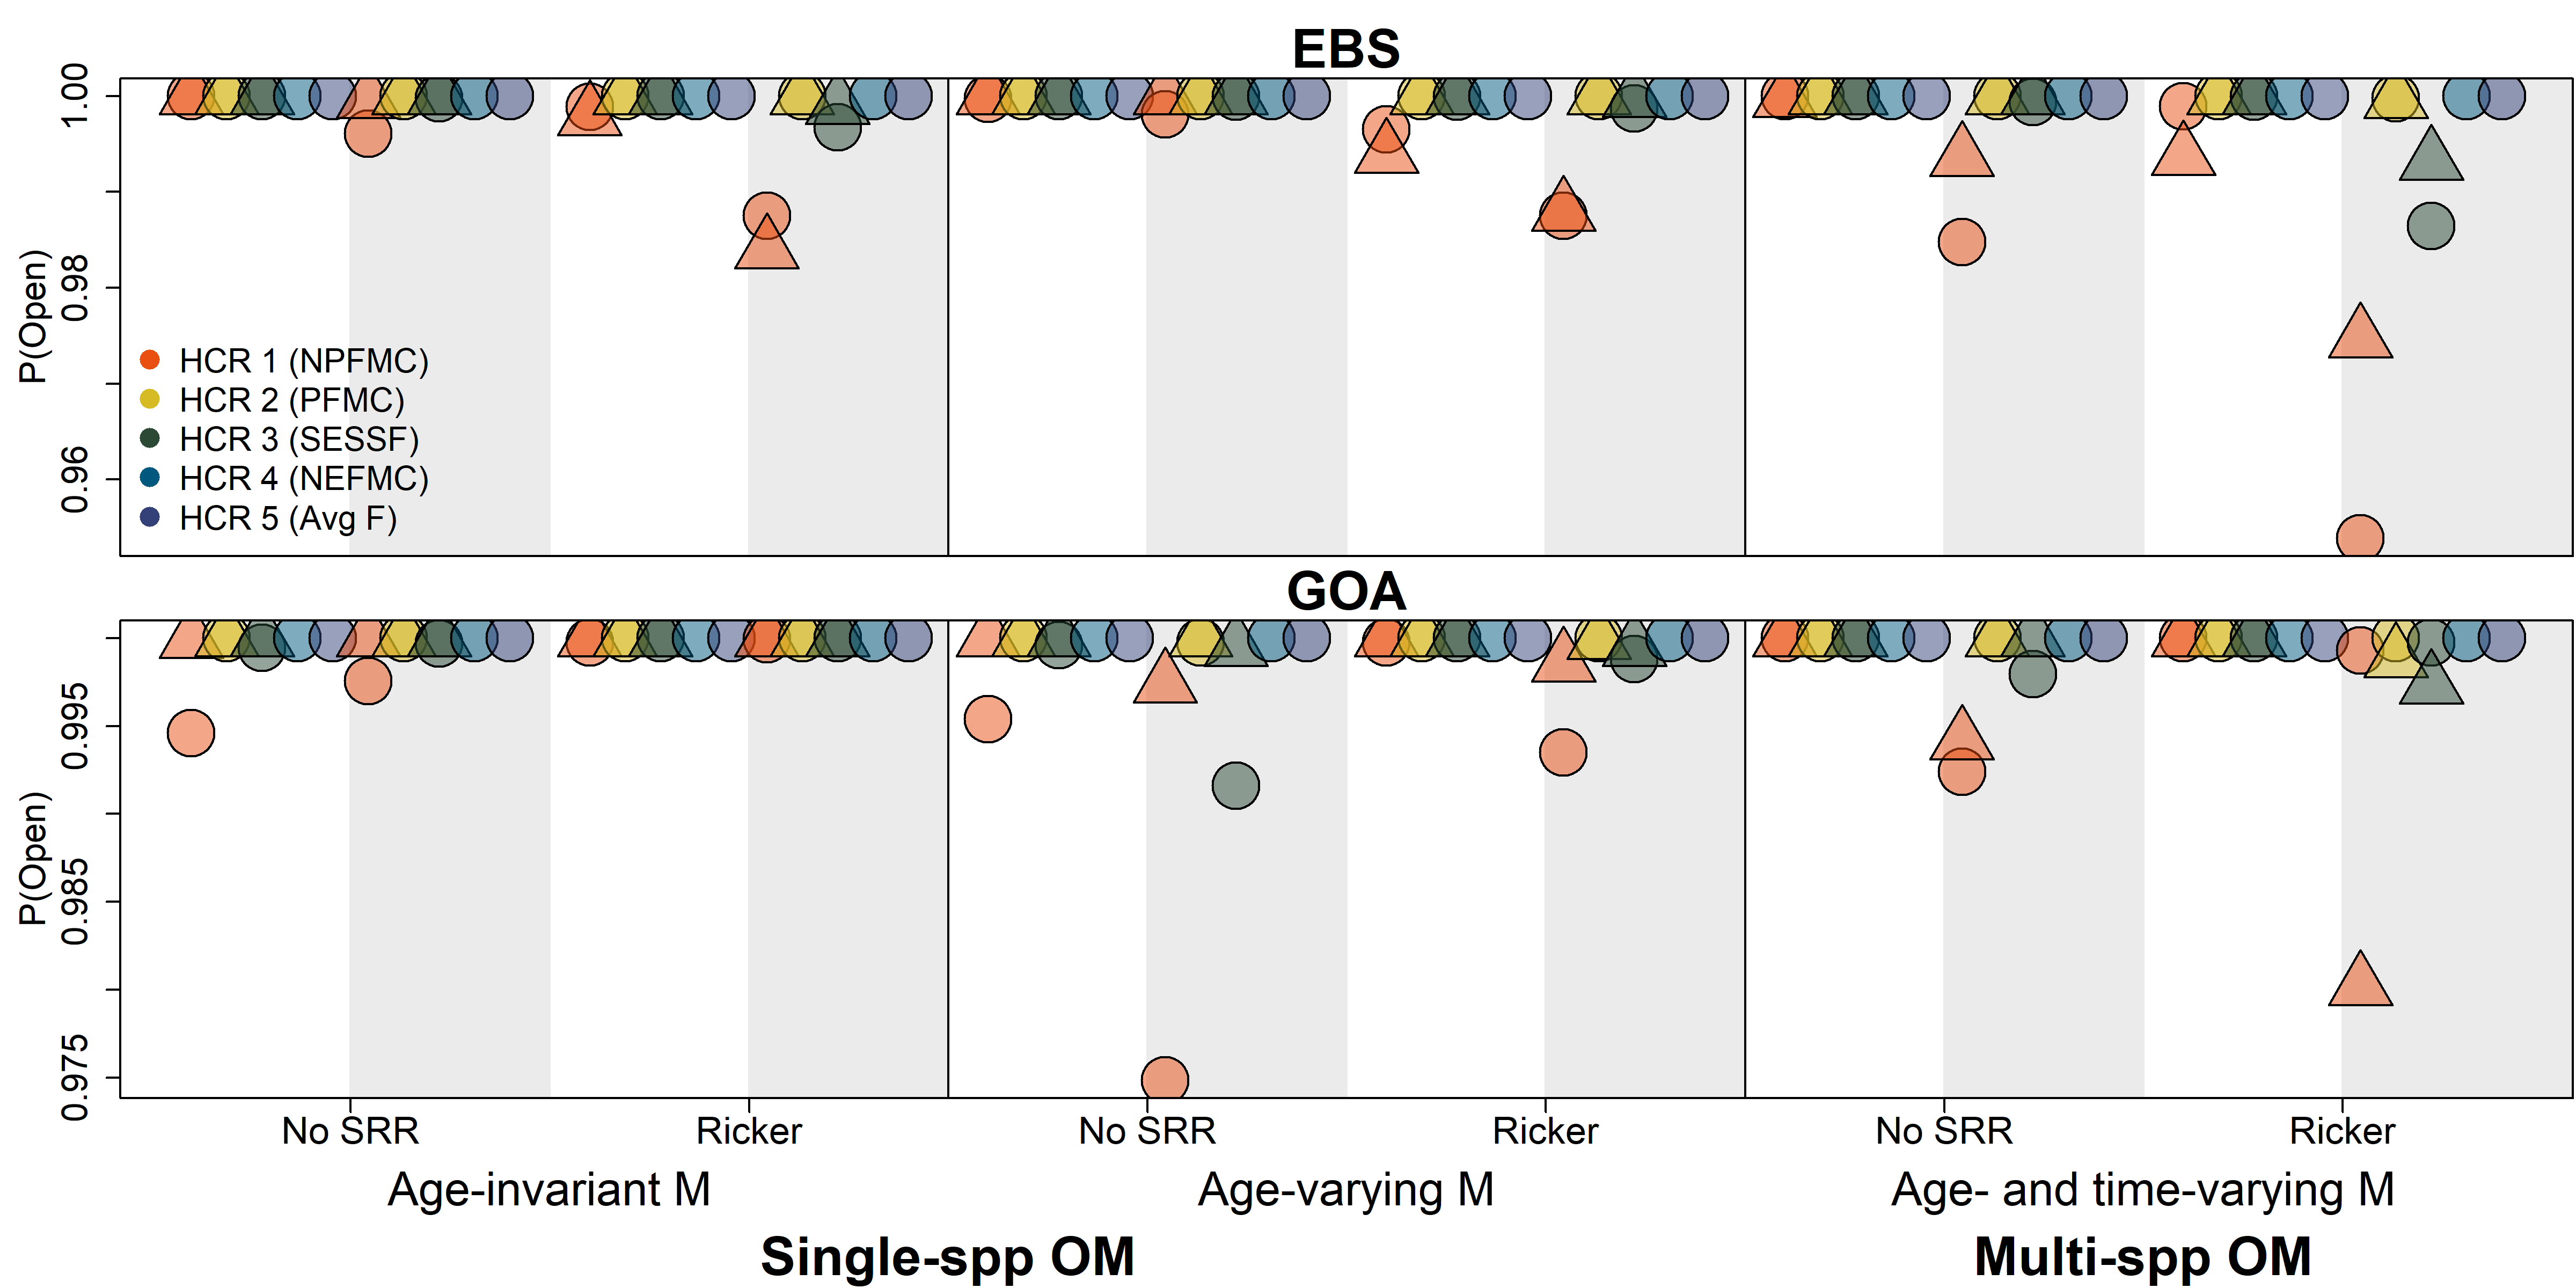 EBS
P(Open)
1.00
0.98
0.96
HCR 1 (NPFMC)
HCR 2 (PFMC)
HCR 3 (SESSF)
HCR 4 (NEFMC)
HCR 5 (Avg F)
GOA
P(Open)
0.995
0.985
0.975
No SRR Ricker No SRR Ricker No SRR Ricker
Age-invariant M Age-varying M Age- and time-varying M
Single-spp OM Multi-spp OM